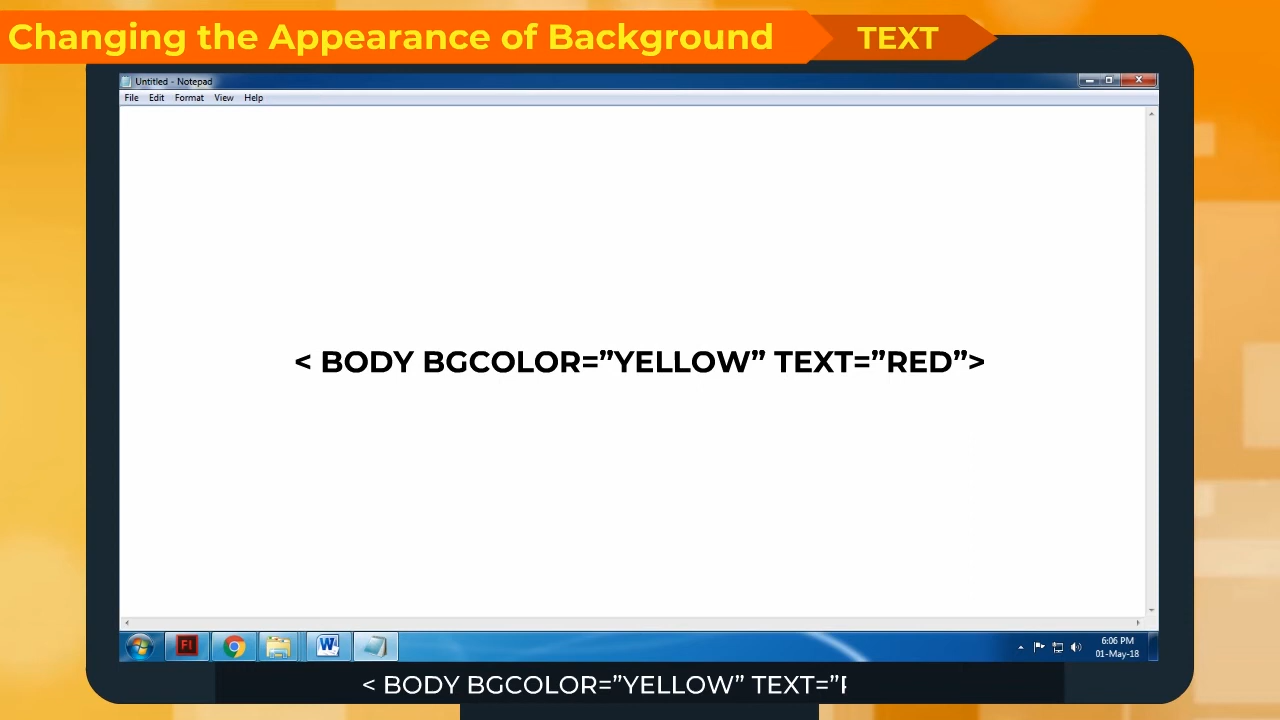 Changing the Appearance of Background TEXT
Untitled - Notepad
File Edit Format View Help
< BODY BGCOLOR=”YELLOW” TEXT=”RED”>
Fl W
6:06 PM
01-May-18
< BODY BGCOLOR=”YELLOW” TEXT=”